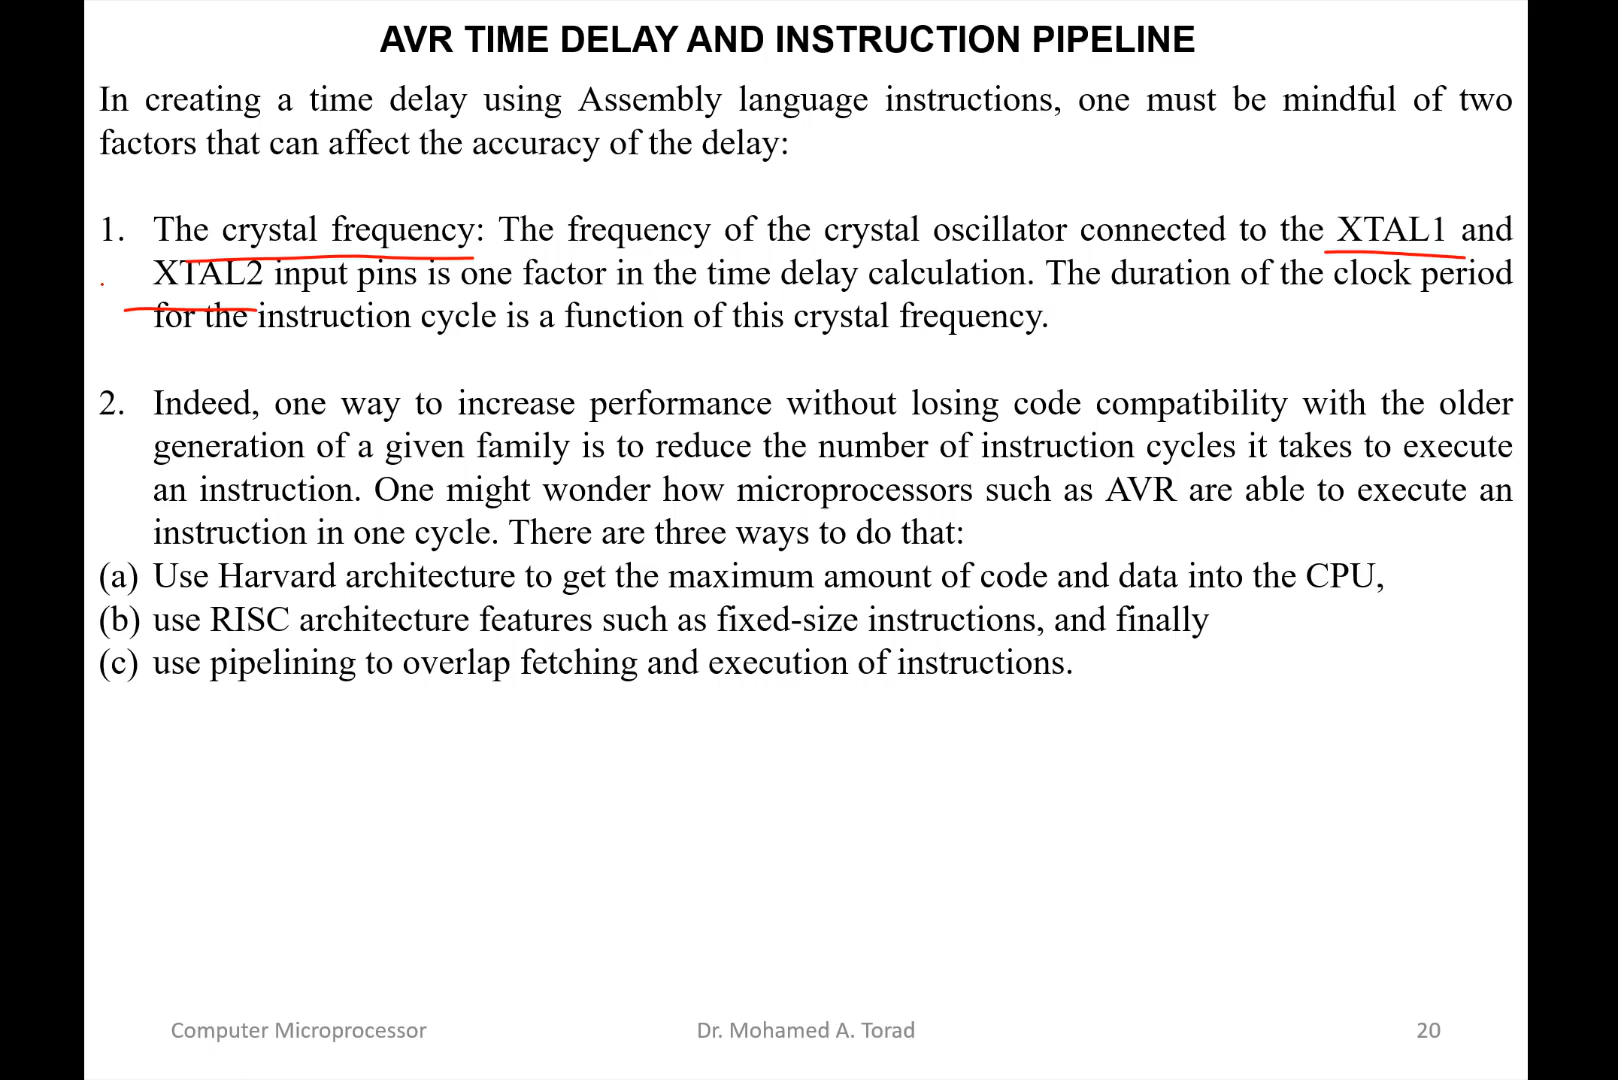 AVR TIME DELAY AND INSTRUCTION PIPELINE
In creating a time delay using Assembly language instructions, one must be mindful of two
factors that can affect the accuracy of the delay:
1. The crystal frequency: The frequency of the crystal oscillator connected to the XTAL1 and
XTAL2 input pins is one factor in the time delay calculation. The duration of the clock period
for the instruction cycle is a function of this crystal frequency.
2. Indeed, one way to increase performance without losing code compatibility with the older
generation of a given family is to reduce the number of instruction cycles it takes to execute
an instruction. One might wonder how microprocessors such as AVR are able to execute an
instruction in one cycle. There are three ways to do that:
(a) Use Harvard architecture to get the maximum amount of code and data into the CPU,
(b) use RISC architecture features such as fixed-size instructions, and finally
(c) use pipelining to overlap fetching and execution of instructions.
Computer Microprocessor Dr. Mohamed A. Torad 20